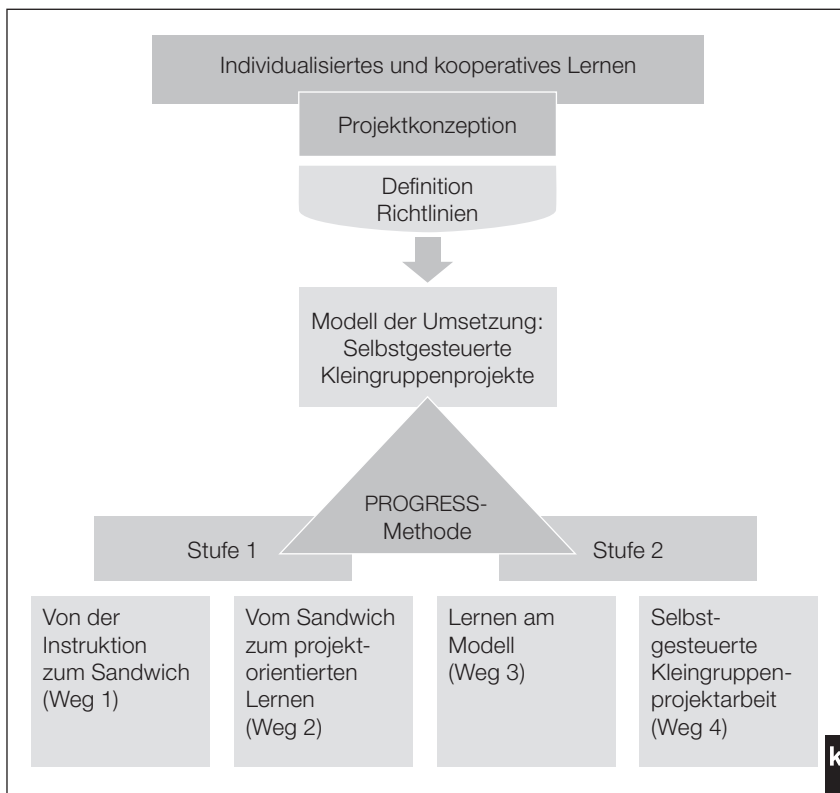 Individualisiertes und kooperatives Lernen
Projektkonzeption
Definition
Richtlinien
Modell der Umsetzung:
Selbstgesteuerte
Kleingruppenprojekte
PROGRESS-
Methode
Stufe 1
Stufe 2
Von der
Instruktion
zum Sandwich
(Weg 1)
Vom Sandwich
zum projekt-
orientierten
Lernen
(Weg 2)
Lernen am
Modell
(Weg 3)
Selbst-
gesteuerte
Kleingruppen-
projektarbeit
(Weg 4)
k